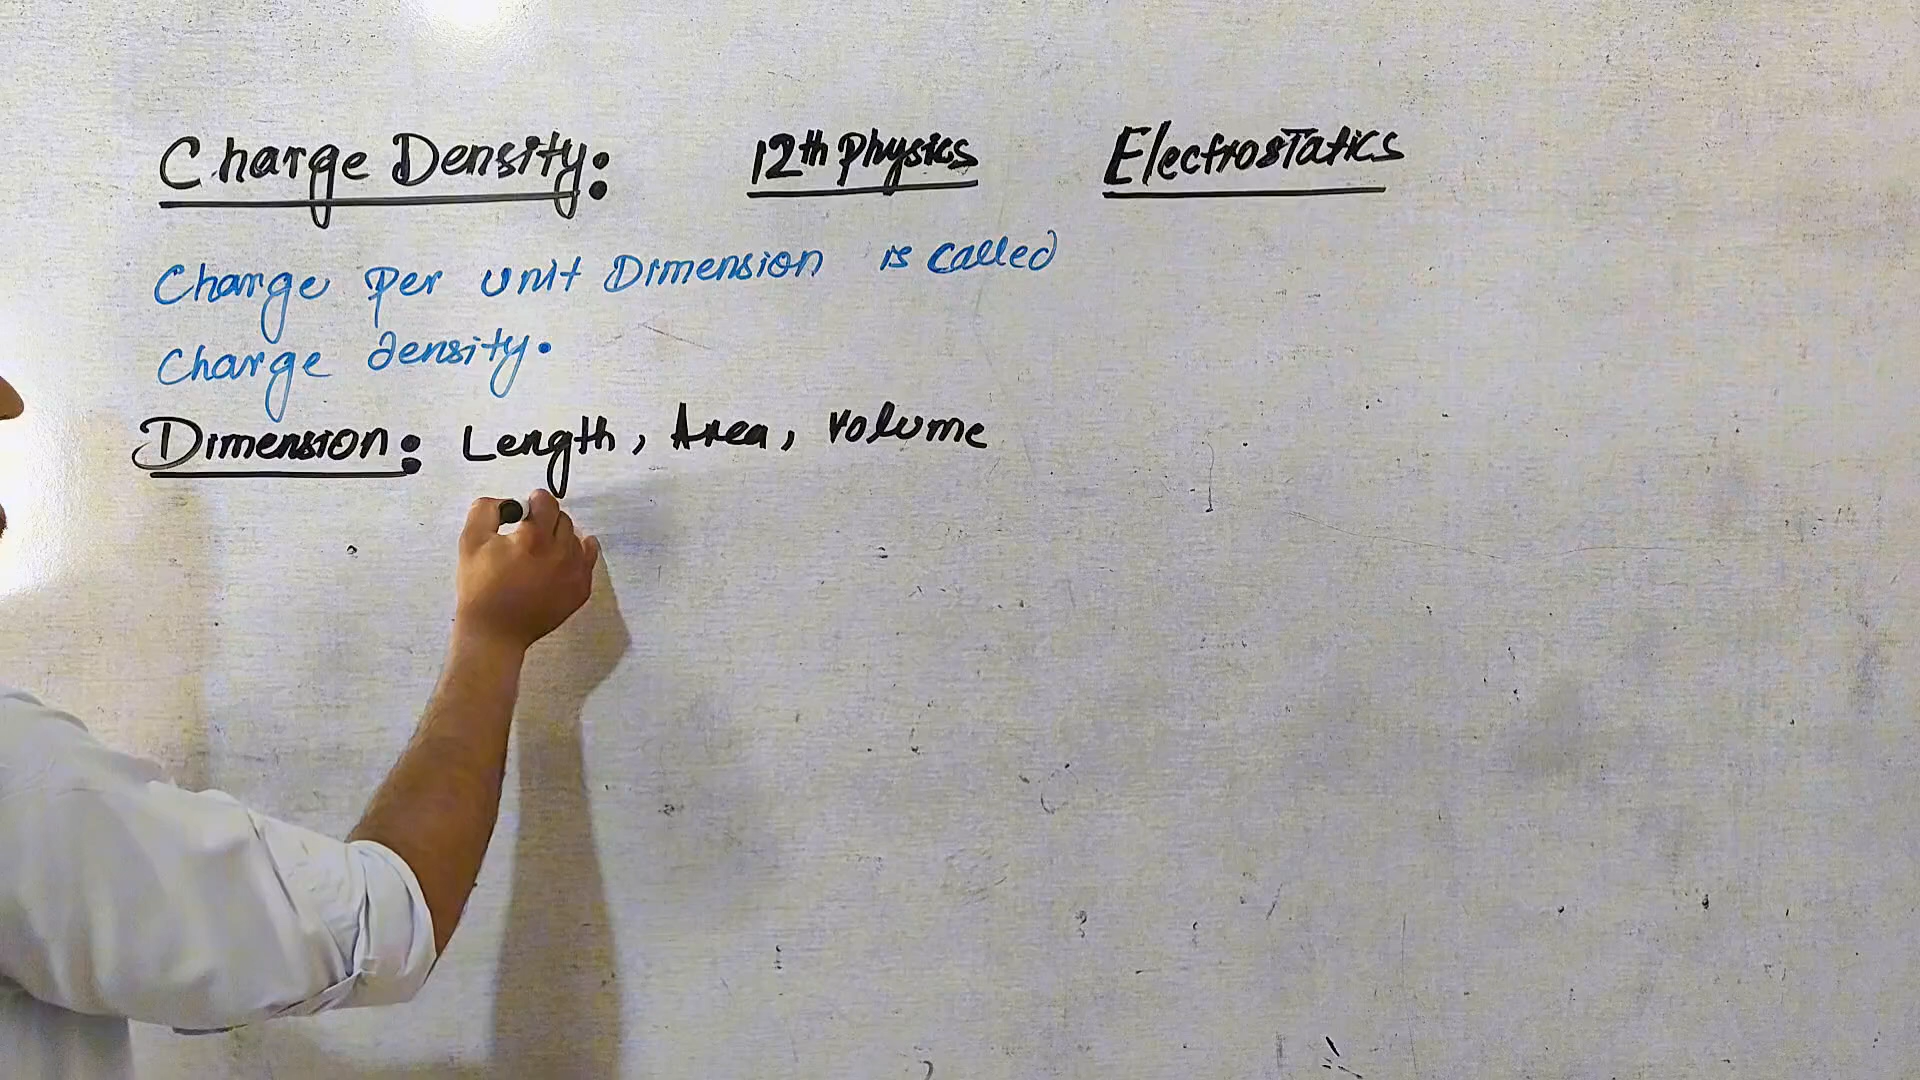 Charge Density: 12th Physics Electrostatics
Charge Per Unit Dimension is called
Charge density.
Dimension: Length, Area, Volume